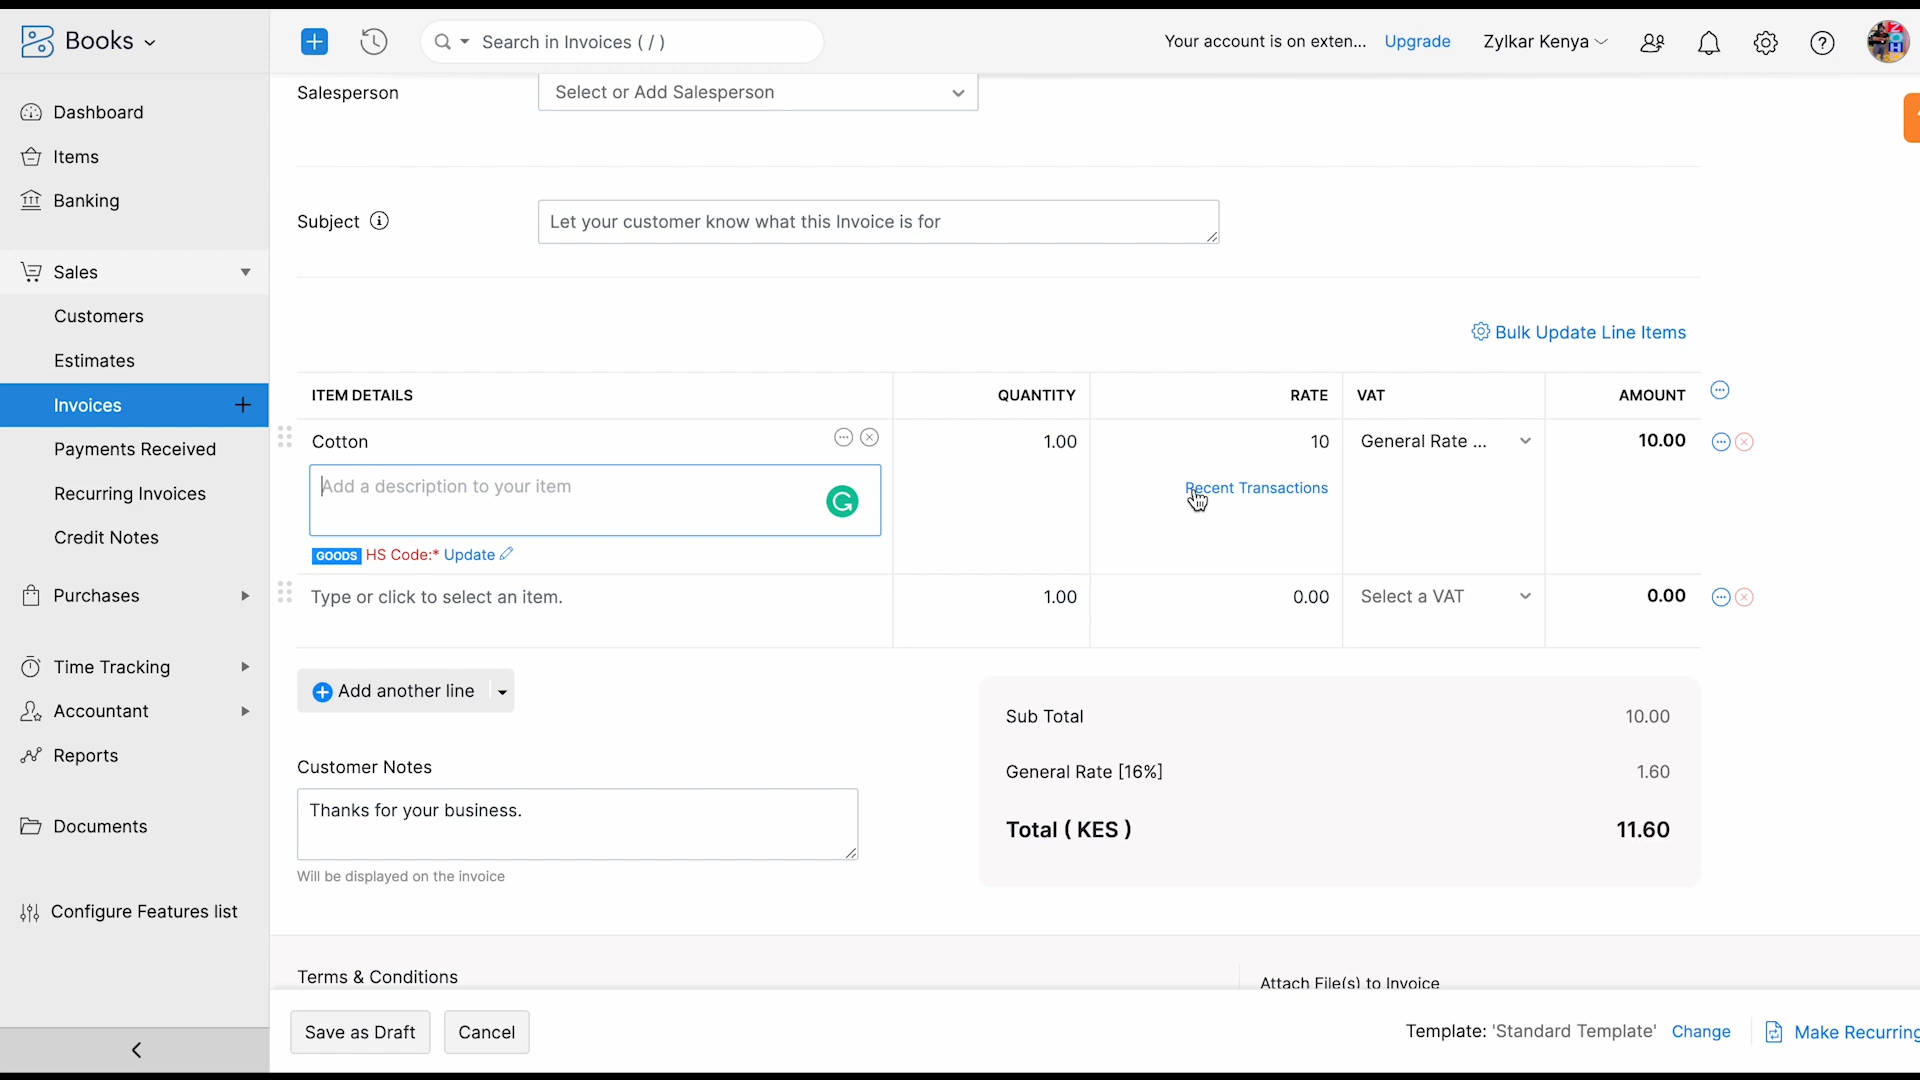 Books
Search in Invoices ( / )
Your account is on exten... Upgrade Zylkar Kenya
Dashboard
Items
Banking
Sales
Customers
Estimates
Invoices
Payments Received
Recurring Invoices
Credit Notes
Purchases
Time Tracking
Accountant
Reports
Documents
Configure Features list
Salesperson Select or Add Salesperson
Subject Let your customer know what this Invoice is for
Bulk Update Line Items
ITEM DETAILS QUANTITY RATE VAT AMOUNT
Cotton 1.00 10 General Rate ... 10.00
Add a description to your item Recent Transactions
GOODS HS Code:* Update
Type or click to select an item. 1.00 0.00 Select a VAT 0.00
Add another line
Sub Total 10.00
General Rate [16%] 1.60
Total ( KES ) 11.60
Customer Notes
Thanks for your business.
Will be displayed on the invoice
Terms & Conditions Attach File(s) to Invoice
Save as Draft Cancel Template: 'Standard Template' Change Make Recurring